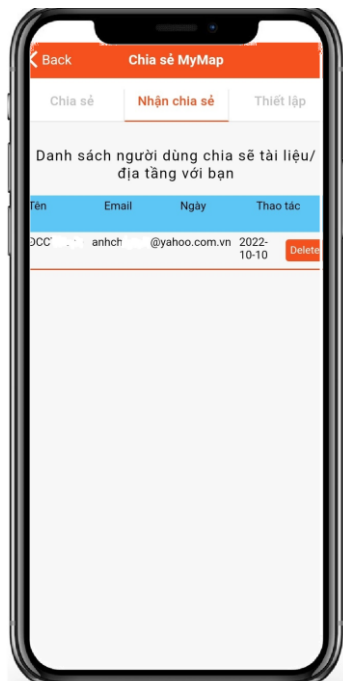 Back Chia sẻ MyMap
Chia sẻ Nhận chia sẻ Thiết lập
Danh sách người dùng chia sẽ tài liệu/
địa tầng với bạn
Tên Email Ngày Thao tác
anhch @yahoo.com.vn 2022- Delete
10-10